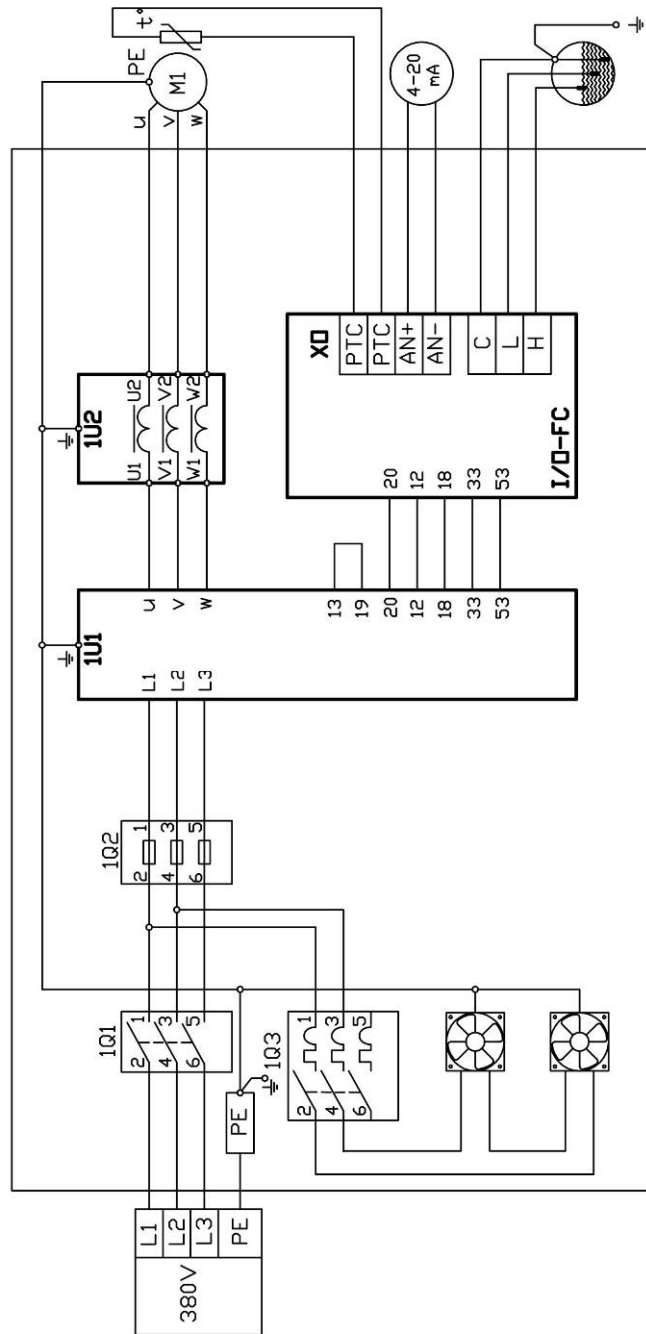 380V
L1
L2
L3
PE
PE
1Q1
2 1
4 3
6 5
1Q3
2 1
4 3
6 5
1Q2
2 1
4 3
6 5
1U1
L1 U
L2 V
L3 W
13
19
20
12
18
33
53
1U2
U1 U2
V1 V2
W1 W2
I/O-FC
XD
20
12
18
33
53
PTC
PTC
AN+
AN-
C
L
H
U
V
W
PE
M1
t°
4-20
mA